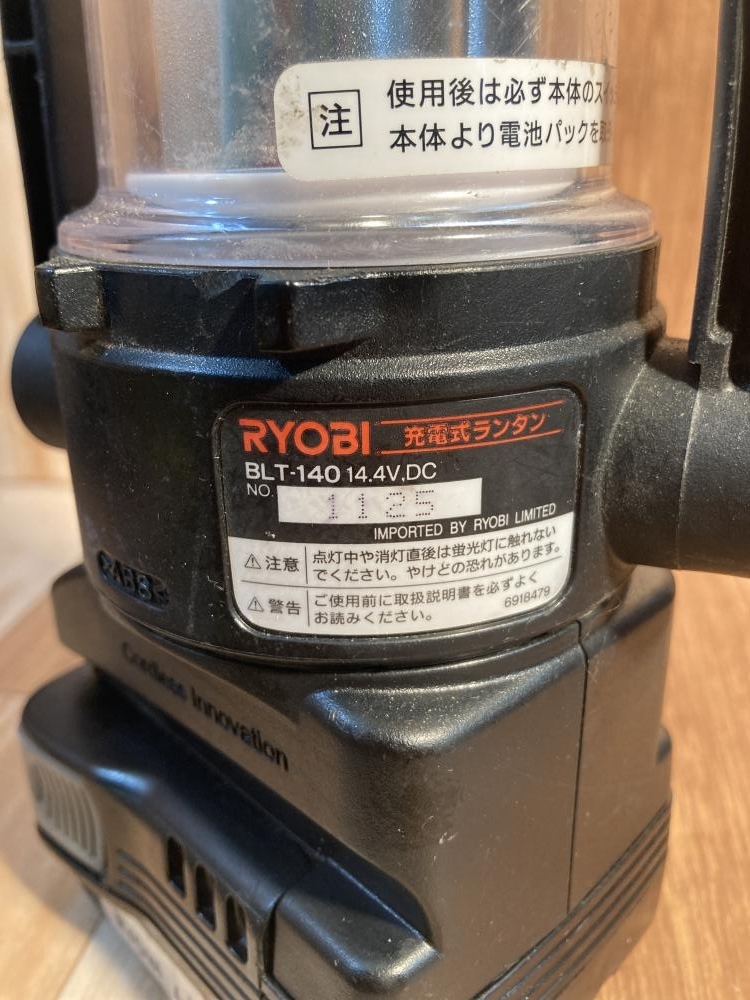 注
使用後は必ず本体の
本体より電池パックを
RYOBI 充電式ランタン
BLT-140 14.4V,DC
NO. 1125
IMPORTED BY RYOBI LIMITED
⚠注意 点灯中や消灯直後は蛍光灯に触れない
でください。やけどの恐れがあります。
⚠警告 ご使用前に取扱説明書を必ずよく
お読みください。 6918479
>ABS<
Cordless Innovation